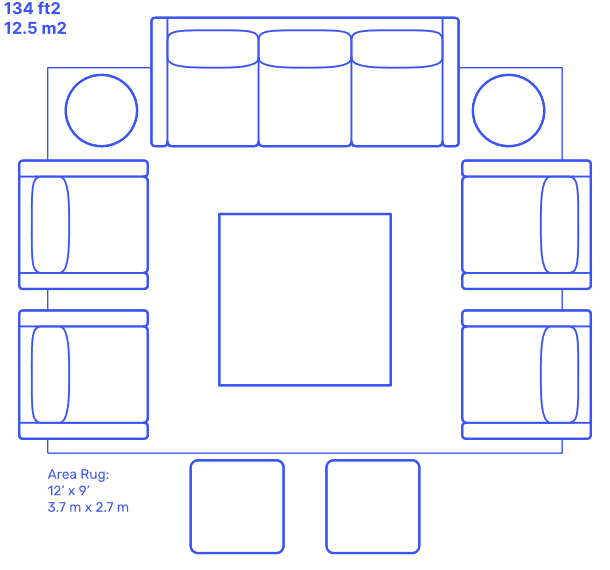 134 ft2
12.5 m2
Area Rug:
12’ x 9’
3.7 m x 2.7 m